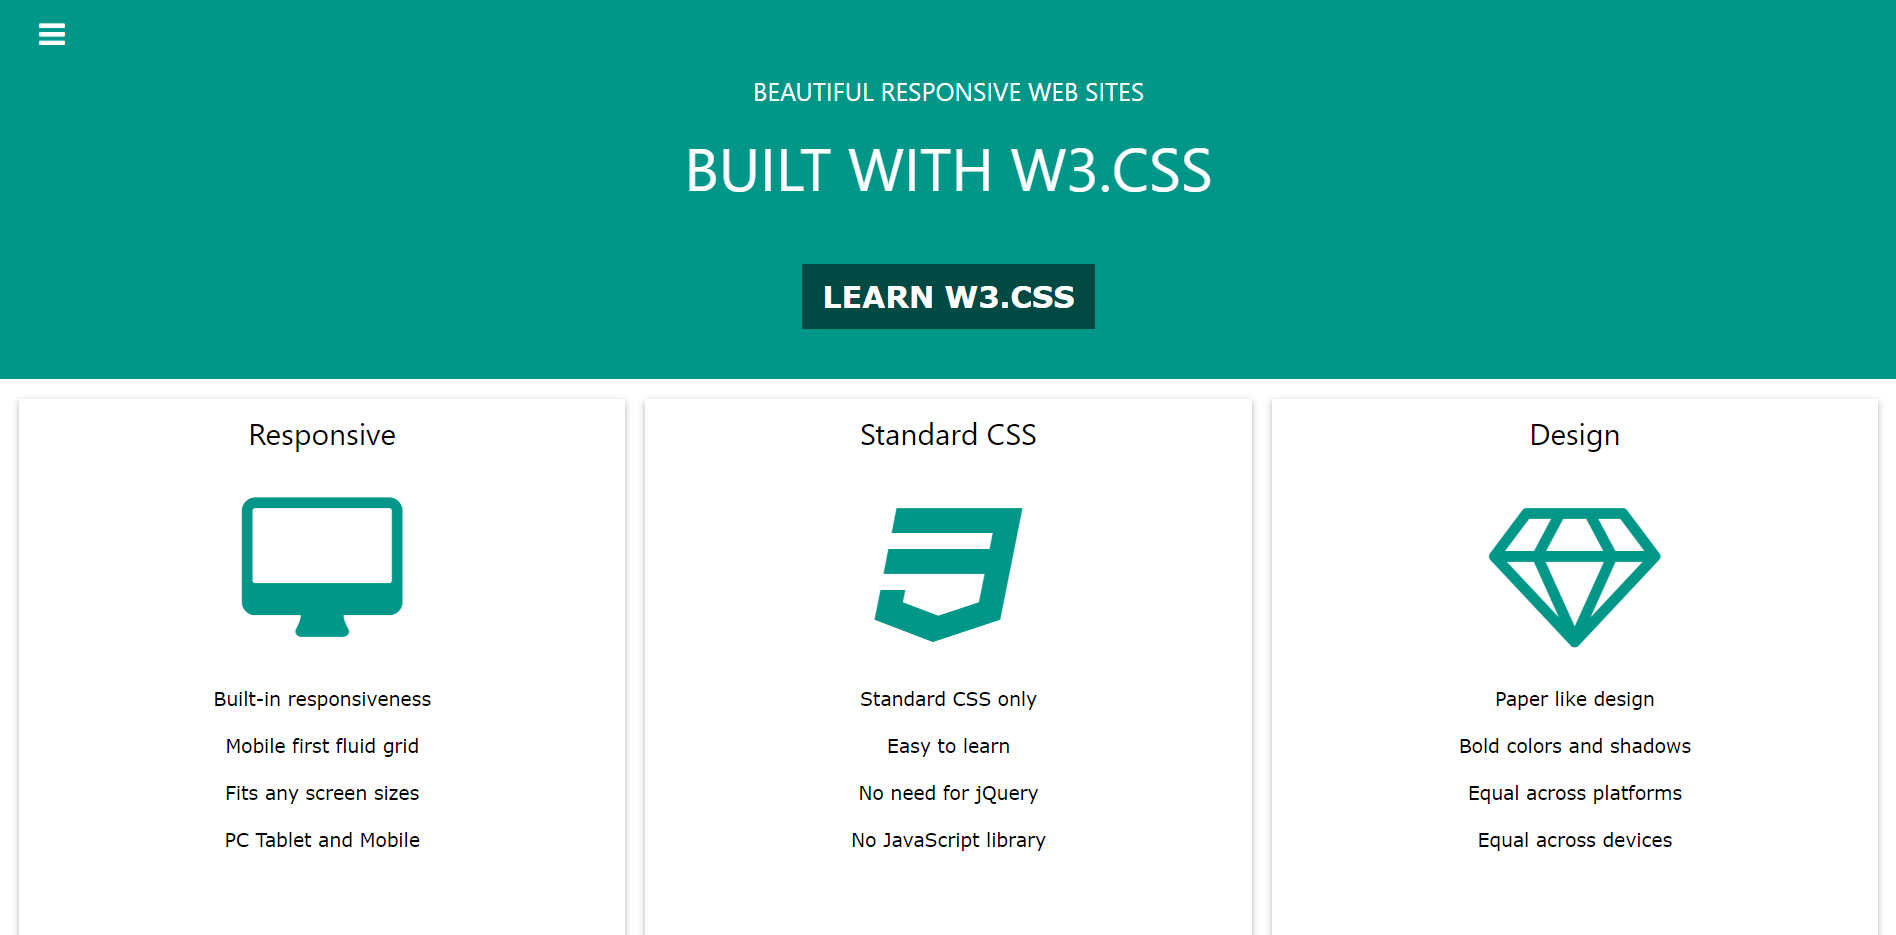 BEAUTIFUL RESPONSIVE WEB SITES
BUILT WITH W3.CSS
LEARN W3.CSS
Responsive
Built-in responsiveness
Mobile first fluid grid
Fits any screen sizes
PC Tablet and Mobile
Standard CSS
Standard CSS only
Easy to learn
No need for jQuery
No JavaScript library
Design
Paper like design
Bold colors and shadows
Equal across platforms
Equal across devices